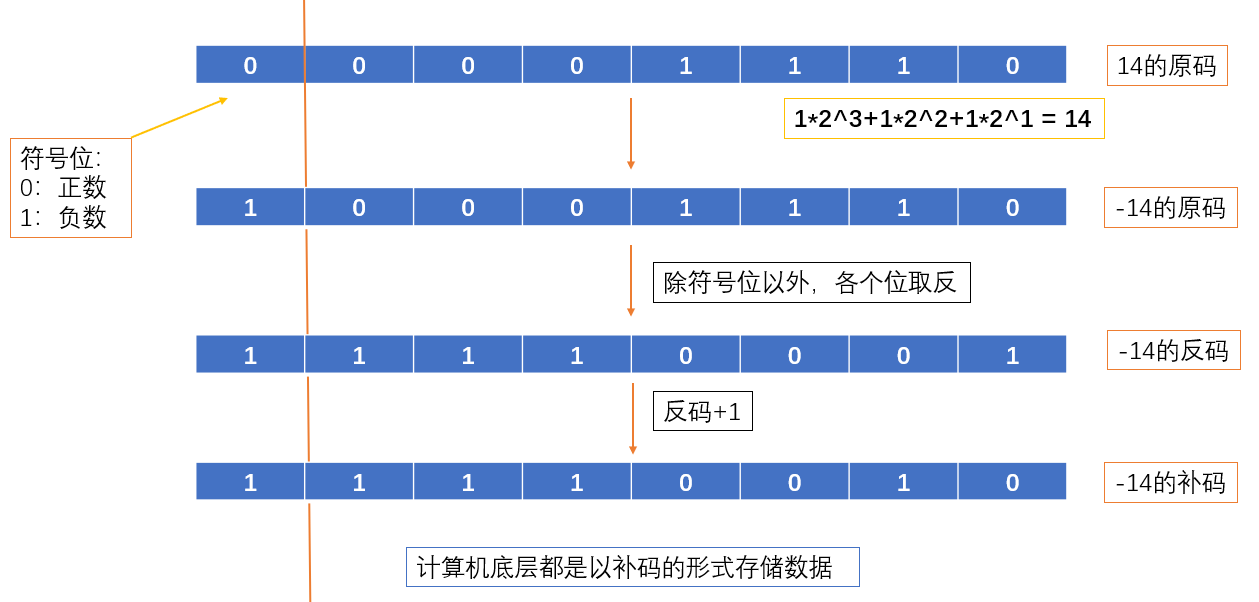 0 0 0 0 1 1 1 0 14的原码
1*2^3+1*2^2+1*2^1 = 14
符号位:
0：正数
1：负数
1 0 0 0 1 1 1 0 -14的原码
除符号位以外，各个位取反
1 1 1 1 0 0 0 1 -14的反码
反码+1
1 1 1 1 0 0 1 0 -14的补码
计算机底层都是以补码的形式存储数据